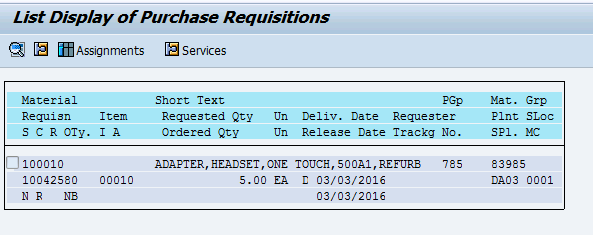 List Display of Purchase Requisitions
Assignments Services
Material Short Text PGp Mat. Grp
Requisn Item Requested Qty Un Deliv. Date Requester Plnt SLoc
S C R OTy. I A Ordered Qty Un Release Date Trackg No. SPl. MC
100010 ADAPTER,HEADSET,ONE TOUCH,500A1,REFURB 785 83985
10042580 00010 5.00 EA D 03/03/2016 DA03 0001
N R NB 03/03/2016